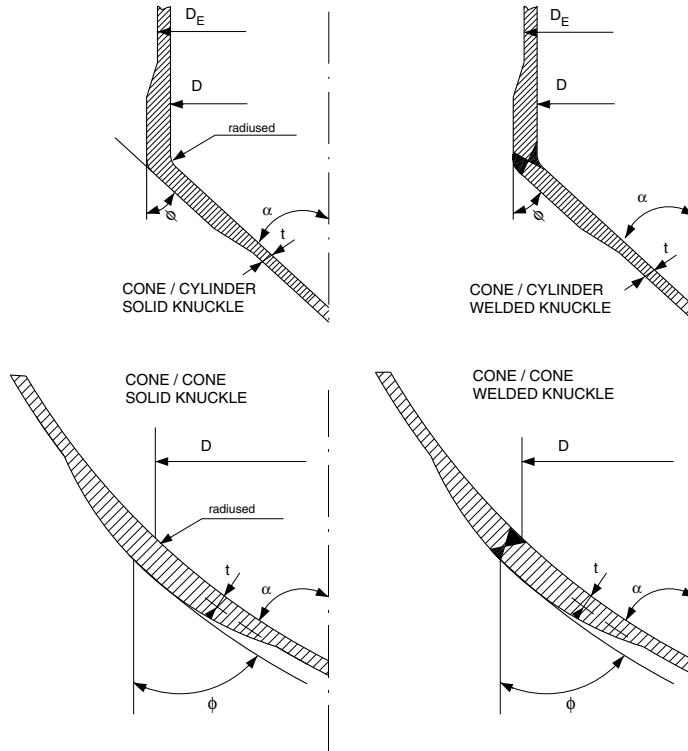 D_E
D
radiused
α
ϕ
t
CONE / CYLINDER
SOLID KNUCKLE
D_E
D
α
ϕ
t
CONE / CYLINDER
WELDED KNUCKLE
CONE / CONE
SOLID KNUCKLE
D
radiused
t
α
ϕ
CONE / CONE
WELDED KNUCKLE
D
t
α
ϕ